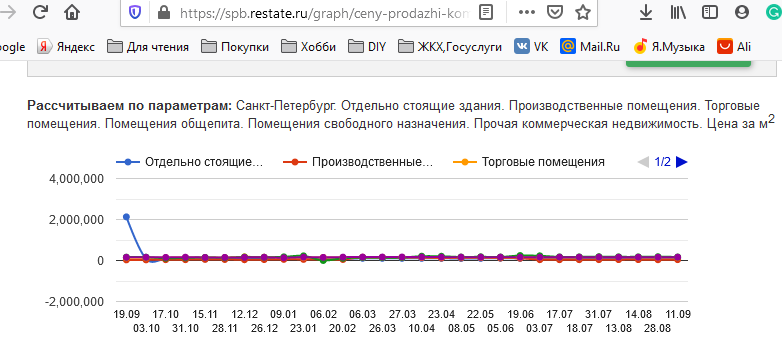 https://spb.restate.ru/graph/ceny-prodazhi-kom
ogle Яндекс Для чтения Покупки Хобби DIY ЖКХ,Госуслуги VK Mail.Ru Я.Музыка Ali
Рассчитываем по параметрам: Санкт-Петербург. Отдельно стоящие здания. Производственные помещения. Торговые
помещения. Помещения общепита. Помещения свободного назначения. Прочая коммерческая недвижимость. Цена за м2
Отдельно стоящие... Производственные... Торговые помещения 1/2
4,000,000
2,000,000
0
-2,000,000
19.09 17.10 15.11 12.12 09.01 06.02 06.03 27.03 23.04 22.05 19.06 17.07 31.07 14.08 11.09
03.10 31.10 28.11 26.12 23.01 20.02 26.03 10.04 08.05 05.06 03.07 18.07 13.08 28.08